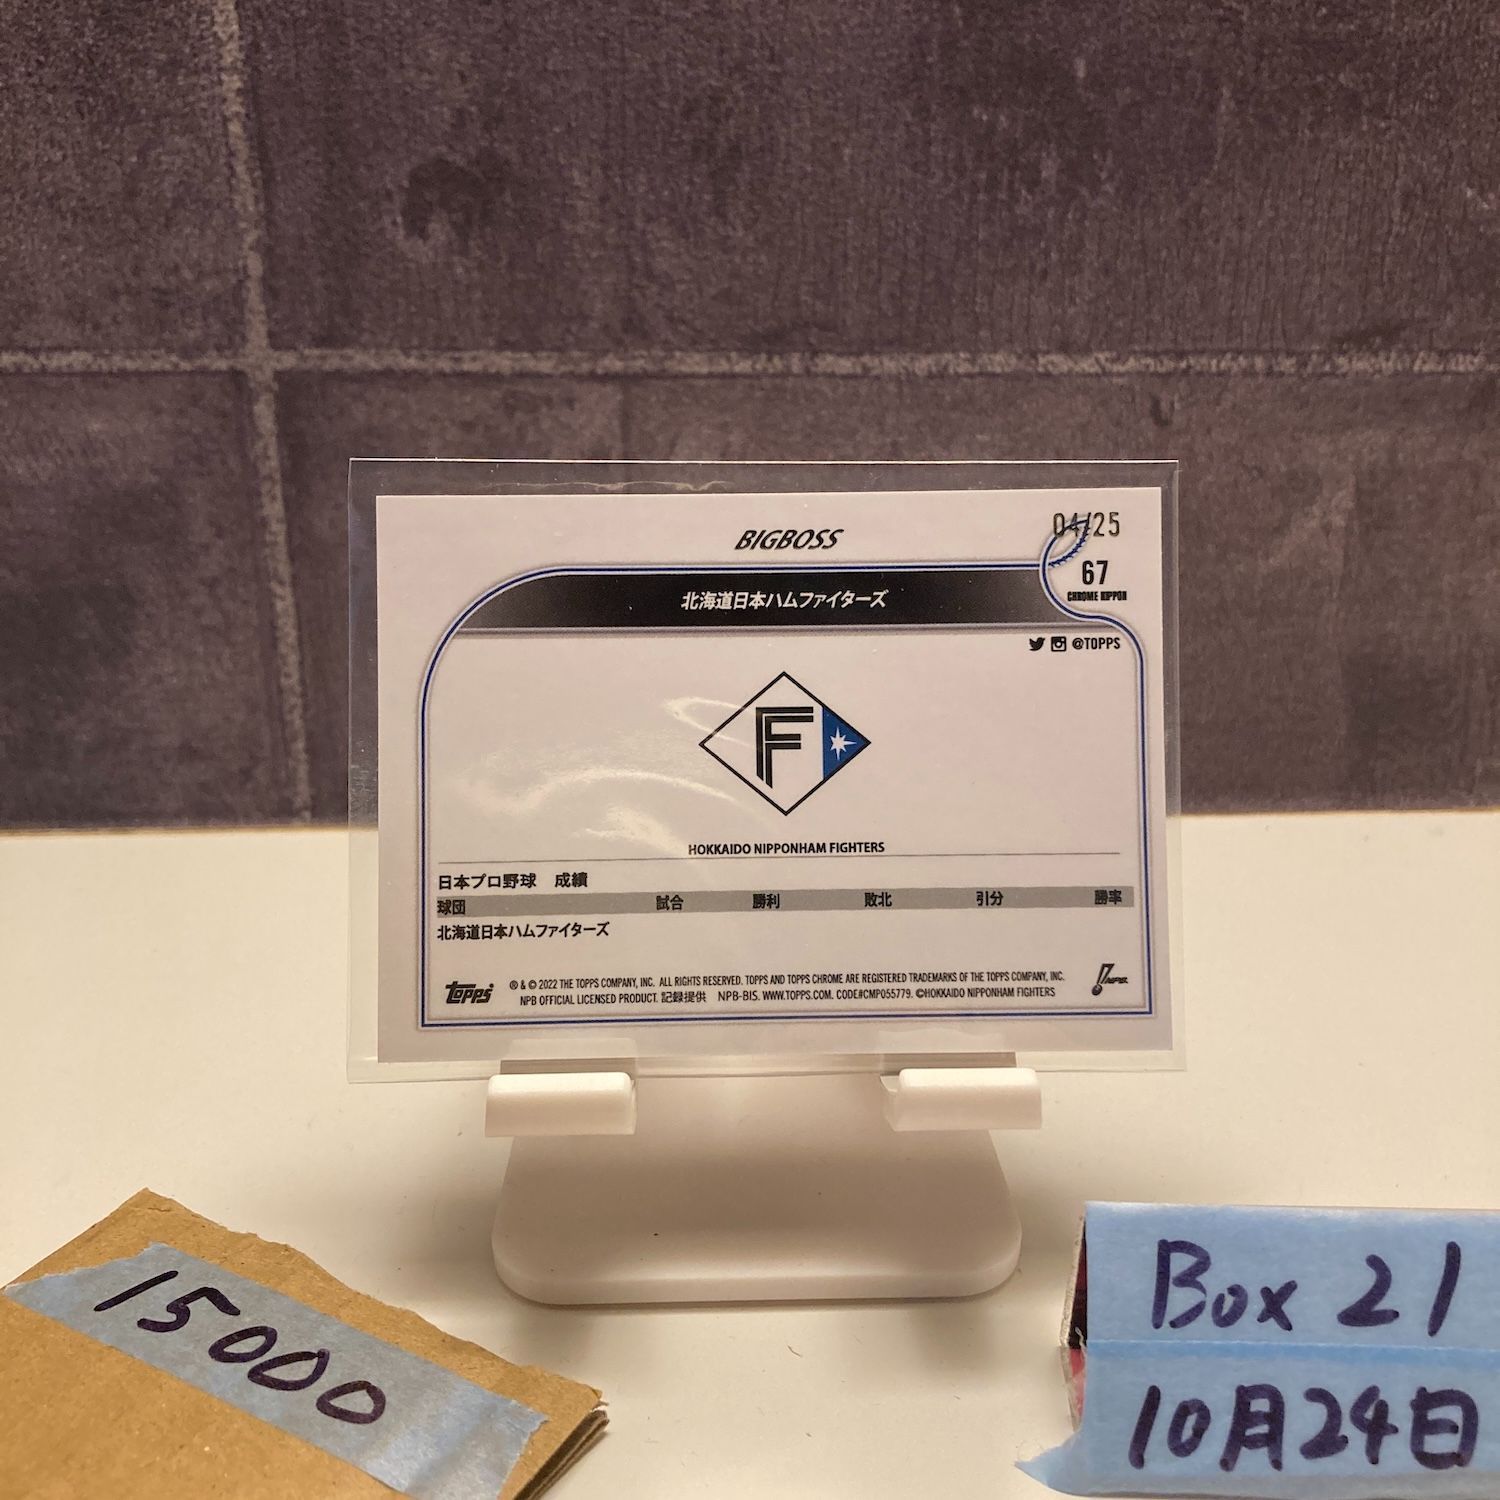 04/25
BIGBOSS
67
CHROME NIPPON
北海道日本ハムファイターズ
@TOPPS
F
HOKKAIDO NIPPONHAM FIGHTERS
日本プロ野球 成績
球団 試合 勝利 敗北 引分 勝率
北海道日本ハムファイターズ
topps
® & © 2022 THE TOPPS COMPANY, INC. ALL RIGHTS RESERVED. TOPPS AND TOPPS CHROME ARE REGISTERED TRADEMARKS OF THE TOPPS COMPANY, INC.
NPB OFFICIAL LICENSED PRODUCT. 記録提供 NPB-BIS. WWW.TOPPS.COM. CODE#CMP055779. ©HOKKAIDO NIPPONHAM FIGHTERS
15000
Box 21
10月24日